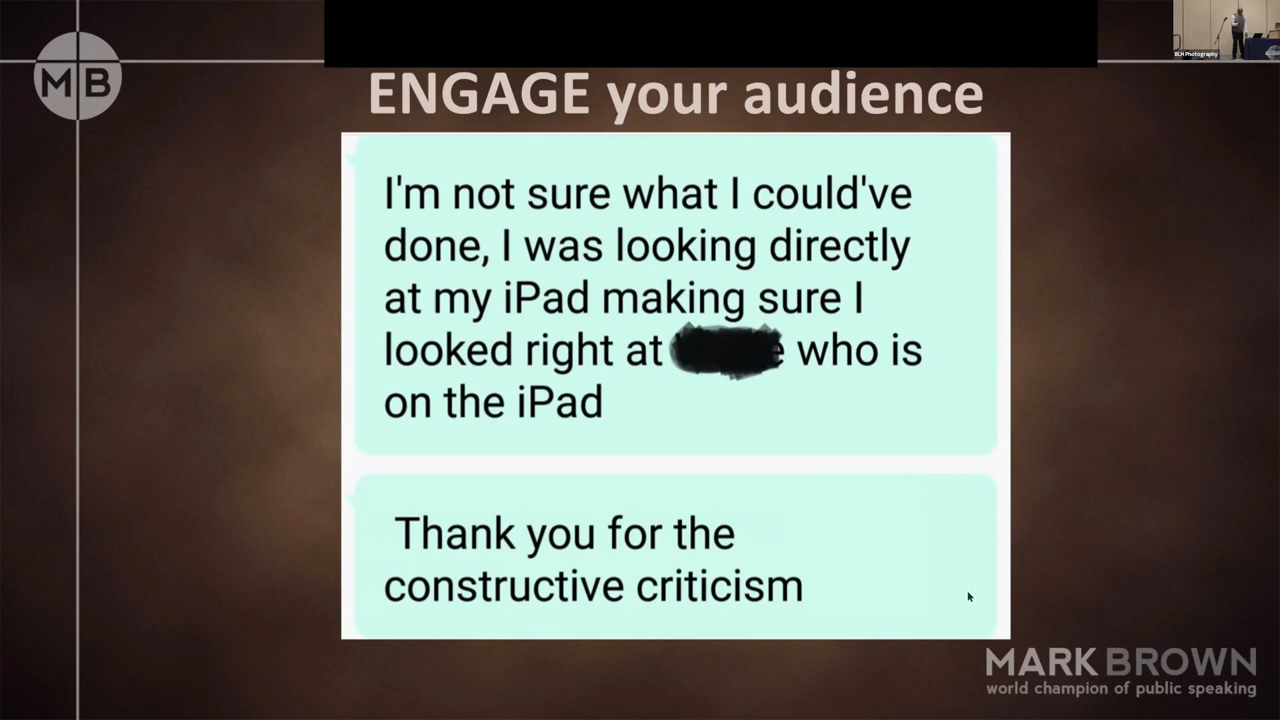 MB
BLH Photography
ENGAGE your audience
I'm not sure what I could've
done, I was looking directly
at my iPad making sure I
looked right at who is
on the iPad
Thank you for the
constructive criticism
MARK BROWN
world champion of public speaking